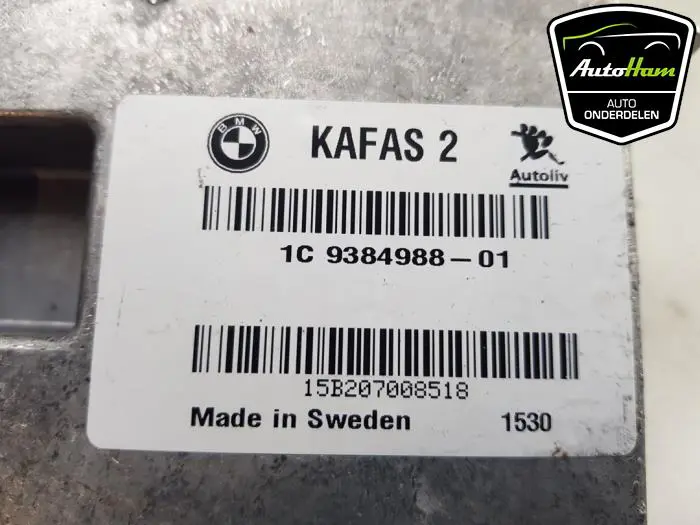 AutoHam
AUTO
ONDERDELEN
BMW
KAFAS 2
Autoliv
1C 9384988-01
15B207008518
Made in Sweden 1530